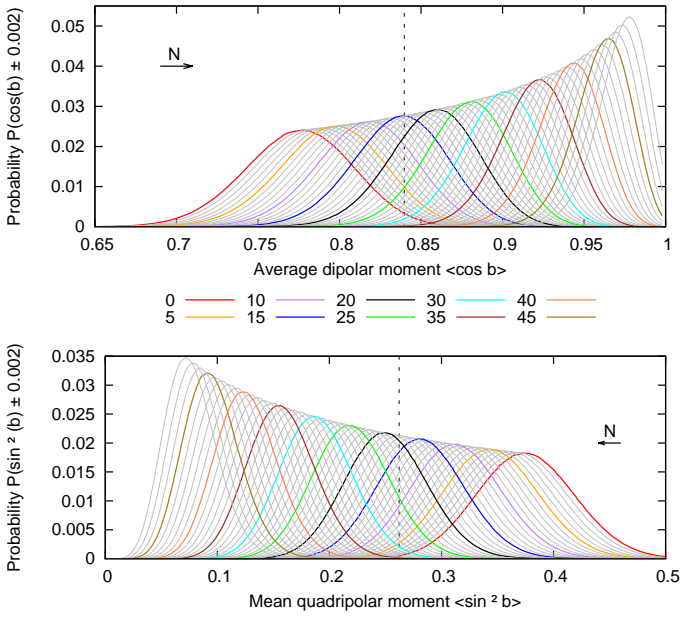 Probability P(cos(b) ± 0.002)
0.05
0.04
0.03
0.02
0.01
0
N
0.65 0.7 0.75 0.8 0.85 0.9 0.95 1
Average dipolar moment <cos b>
0 10 20 30 40
5 15 25 35 45
Probability P(sin ² (b) ± 0.002)
0.035
0.03
0.025
0.02
0.015
0.01
0.005
0
N
0 0.1 0.2 0.3 0.4 0.5
Mean quadripolar moment <sin ² b>